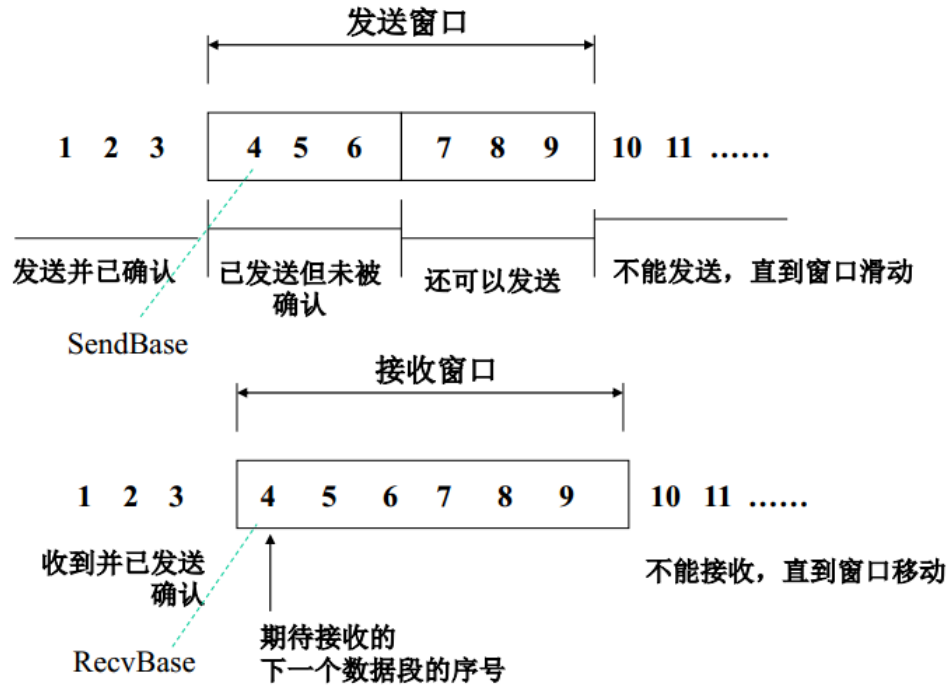 发送窗口
1 2 3 4 5 6 7 8 9 10 11 ……
发送并已确认
已发送但未被
确认
还可以发送
不能发送，直到窗口滑动
SendBase
接收窗口
1 2 3 4 5 6 7 8 9 10 11 ……
收到并已发送
确认
不能接收，直到窗口移动
期待接收的
下一个数据段的序号
RecvBase